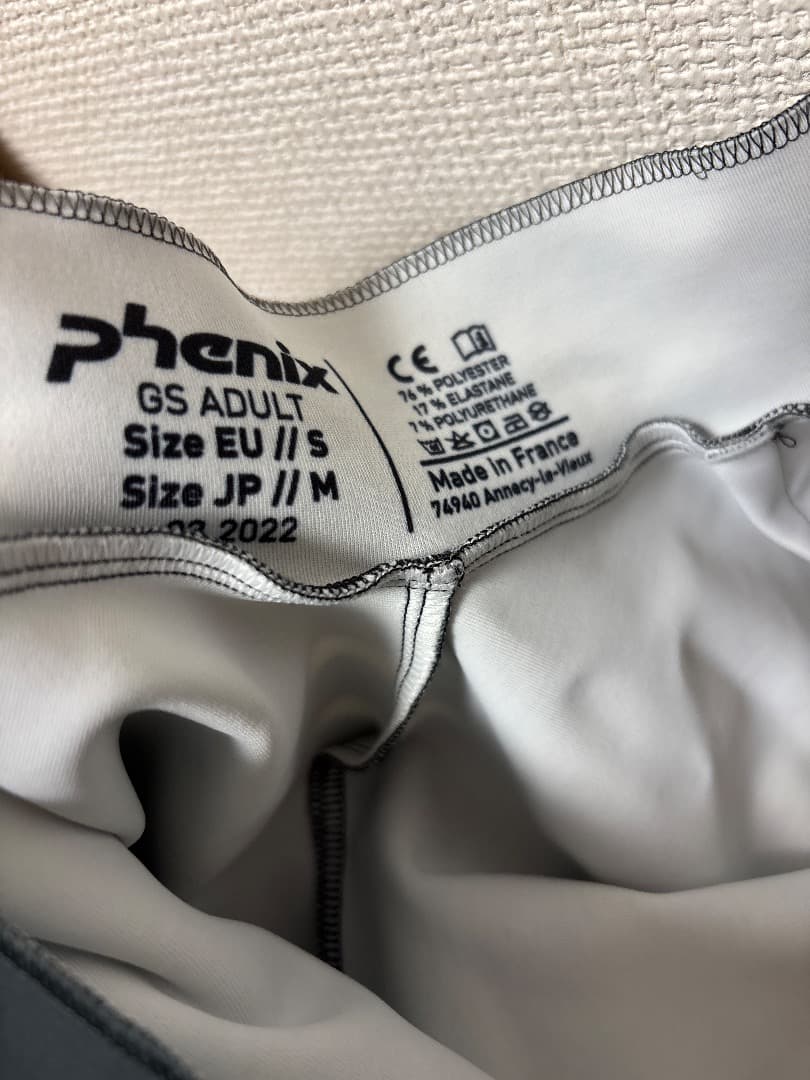 phenix
GS ADULT
Size EU // S
Size JP // M
03.2022
CE
76 % POLYESTER
17 % ELASTANE
7 % POLYURETHANE
Made in France
74940 Annecy-le-Vieux